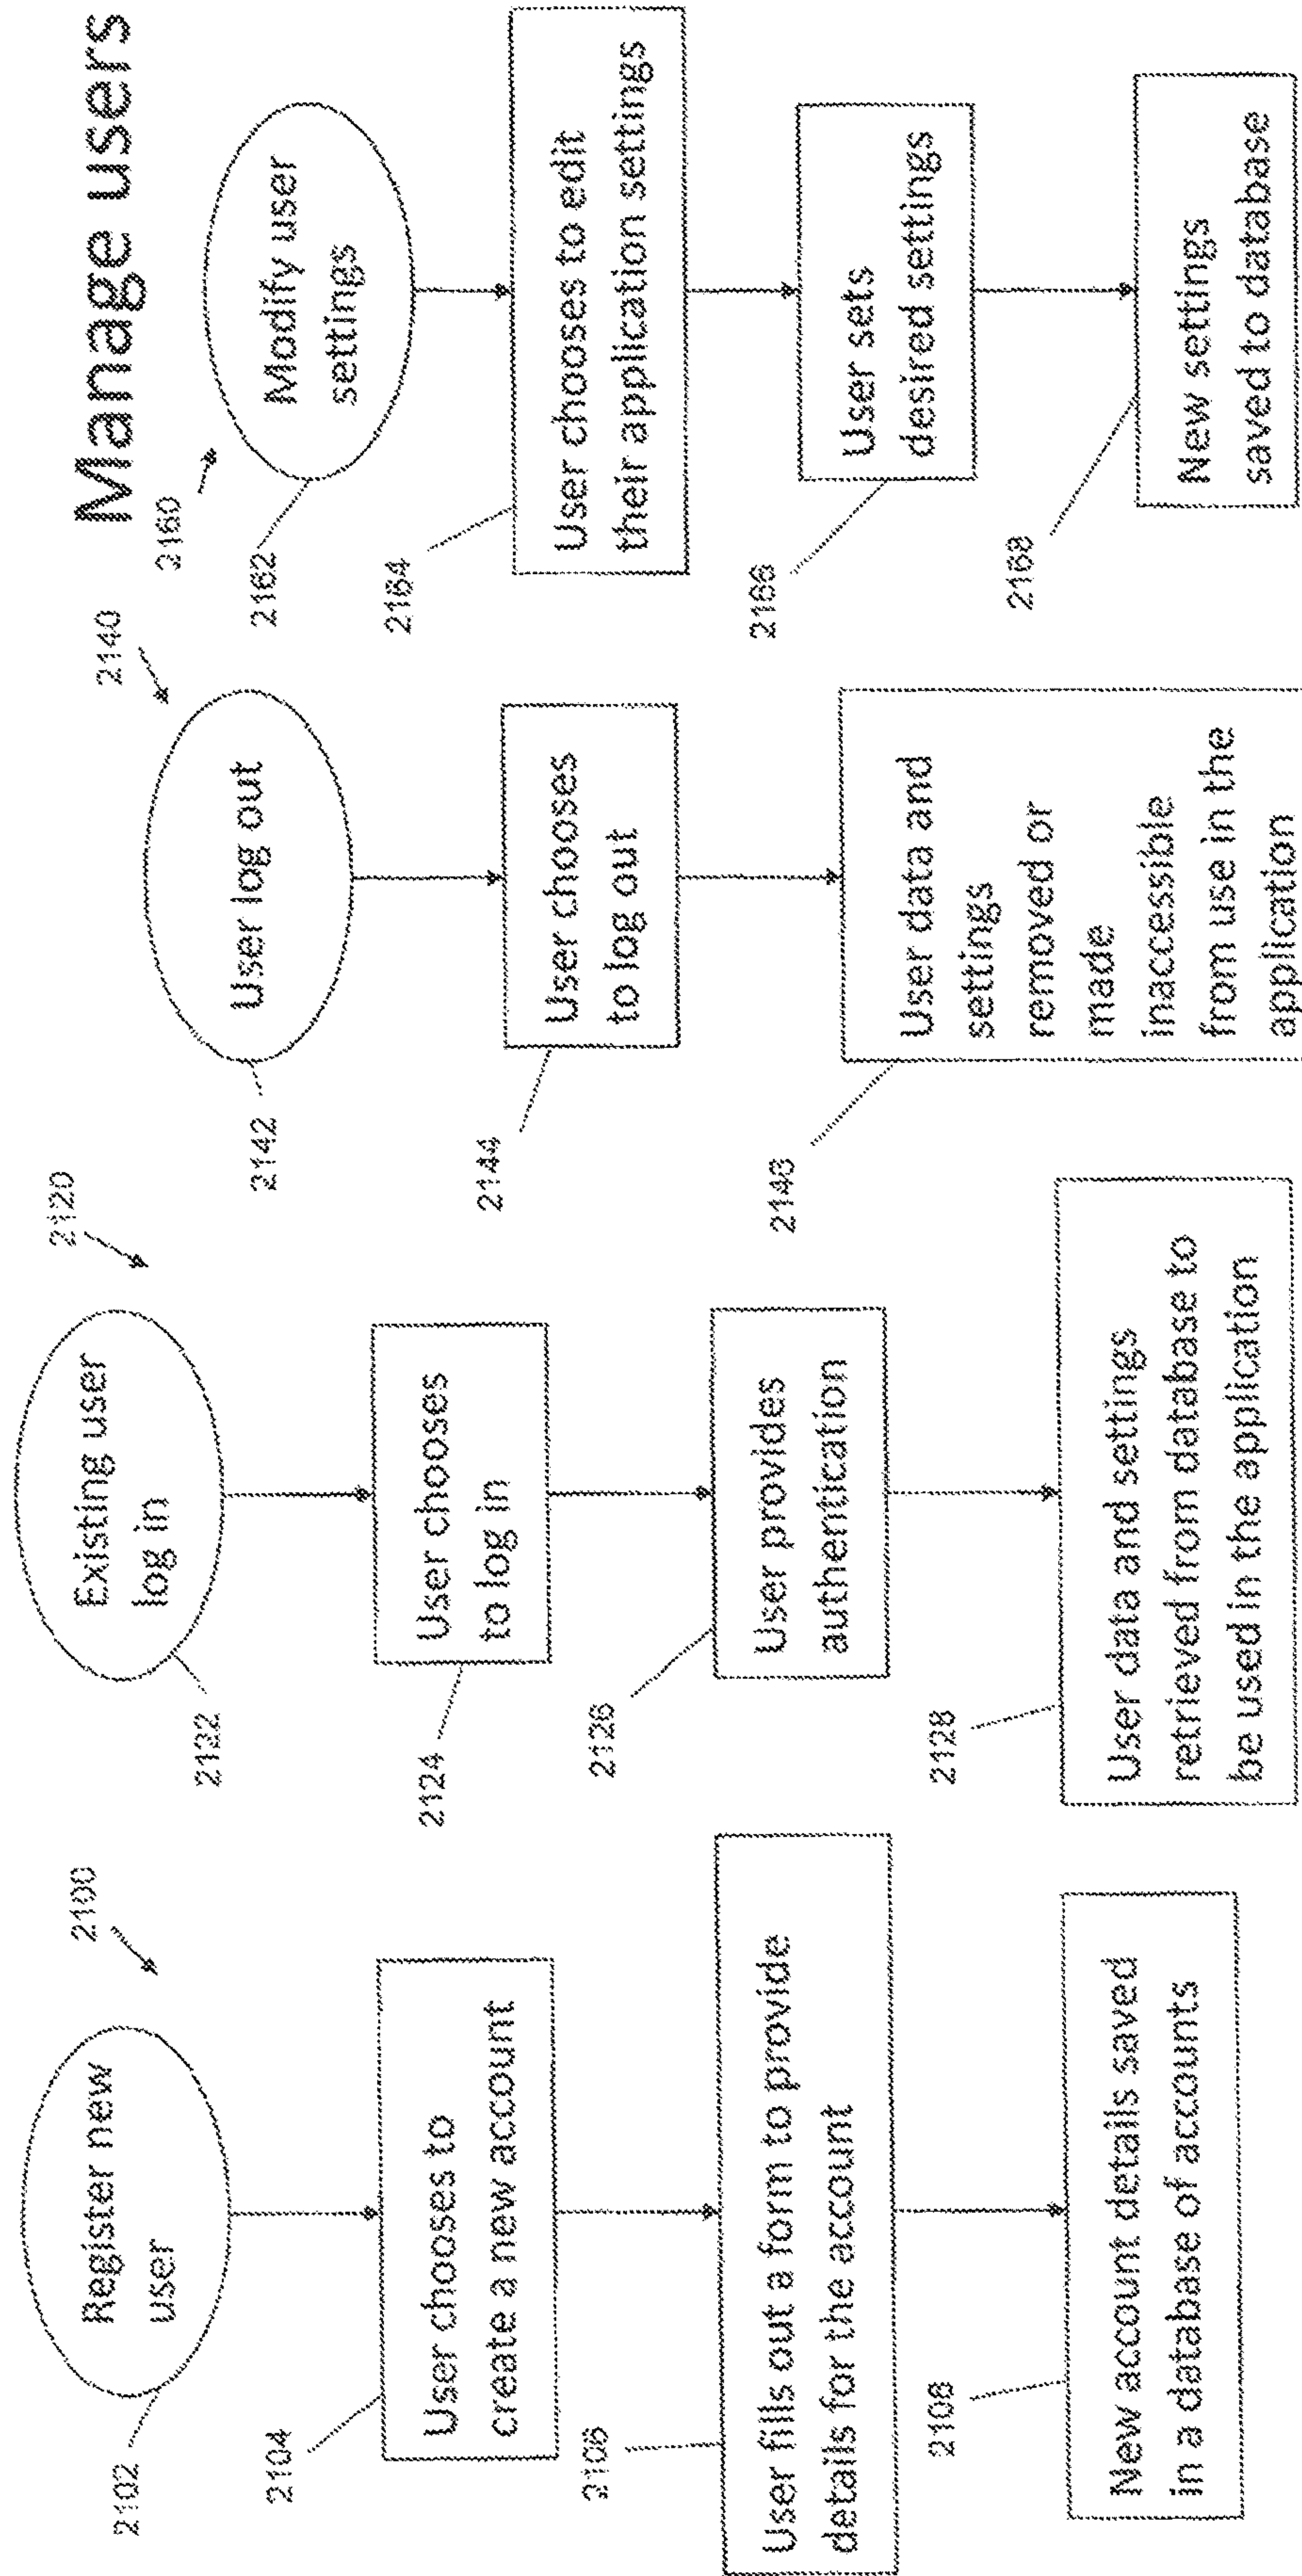 Manage users
2100
Register new
user
2102
User chooses to
create a new account
2104
User fills out a form to provide
details for the account
2106
New account details saved
in a database of accounts
2108
2120
Existing user
log in
2122
User chooses
to log in
2124
User provides
authentication
2126
User data and settings
retrieved from database to
be used in the application
2128
2140
User log out
2142
User chooses
to log out
2144
User data and
settings
removed or
made
inaccessible
from use in the
application
2148
2160
Modify user
settings
2162
User chooses to edit
their application settings
2164
User sets
desired settings
2166
New settings
saved to database
2168